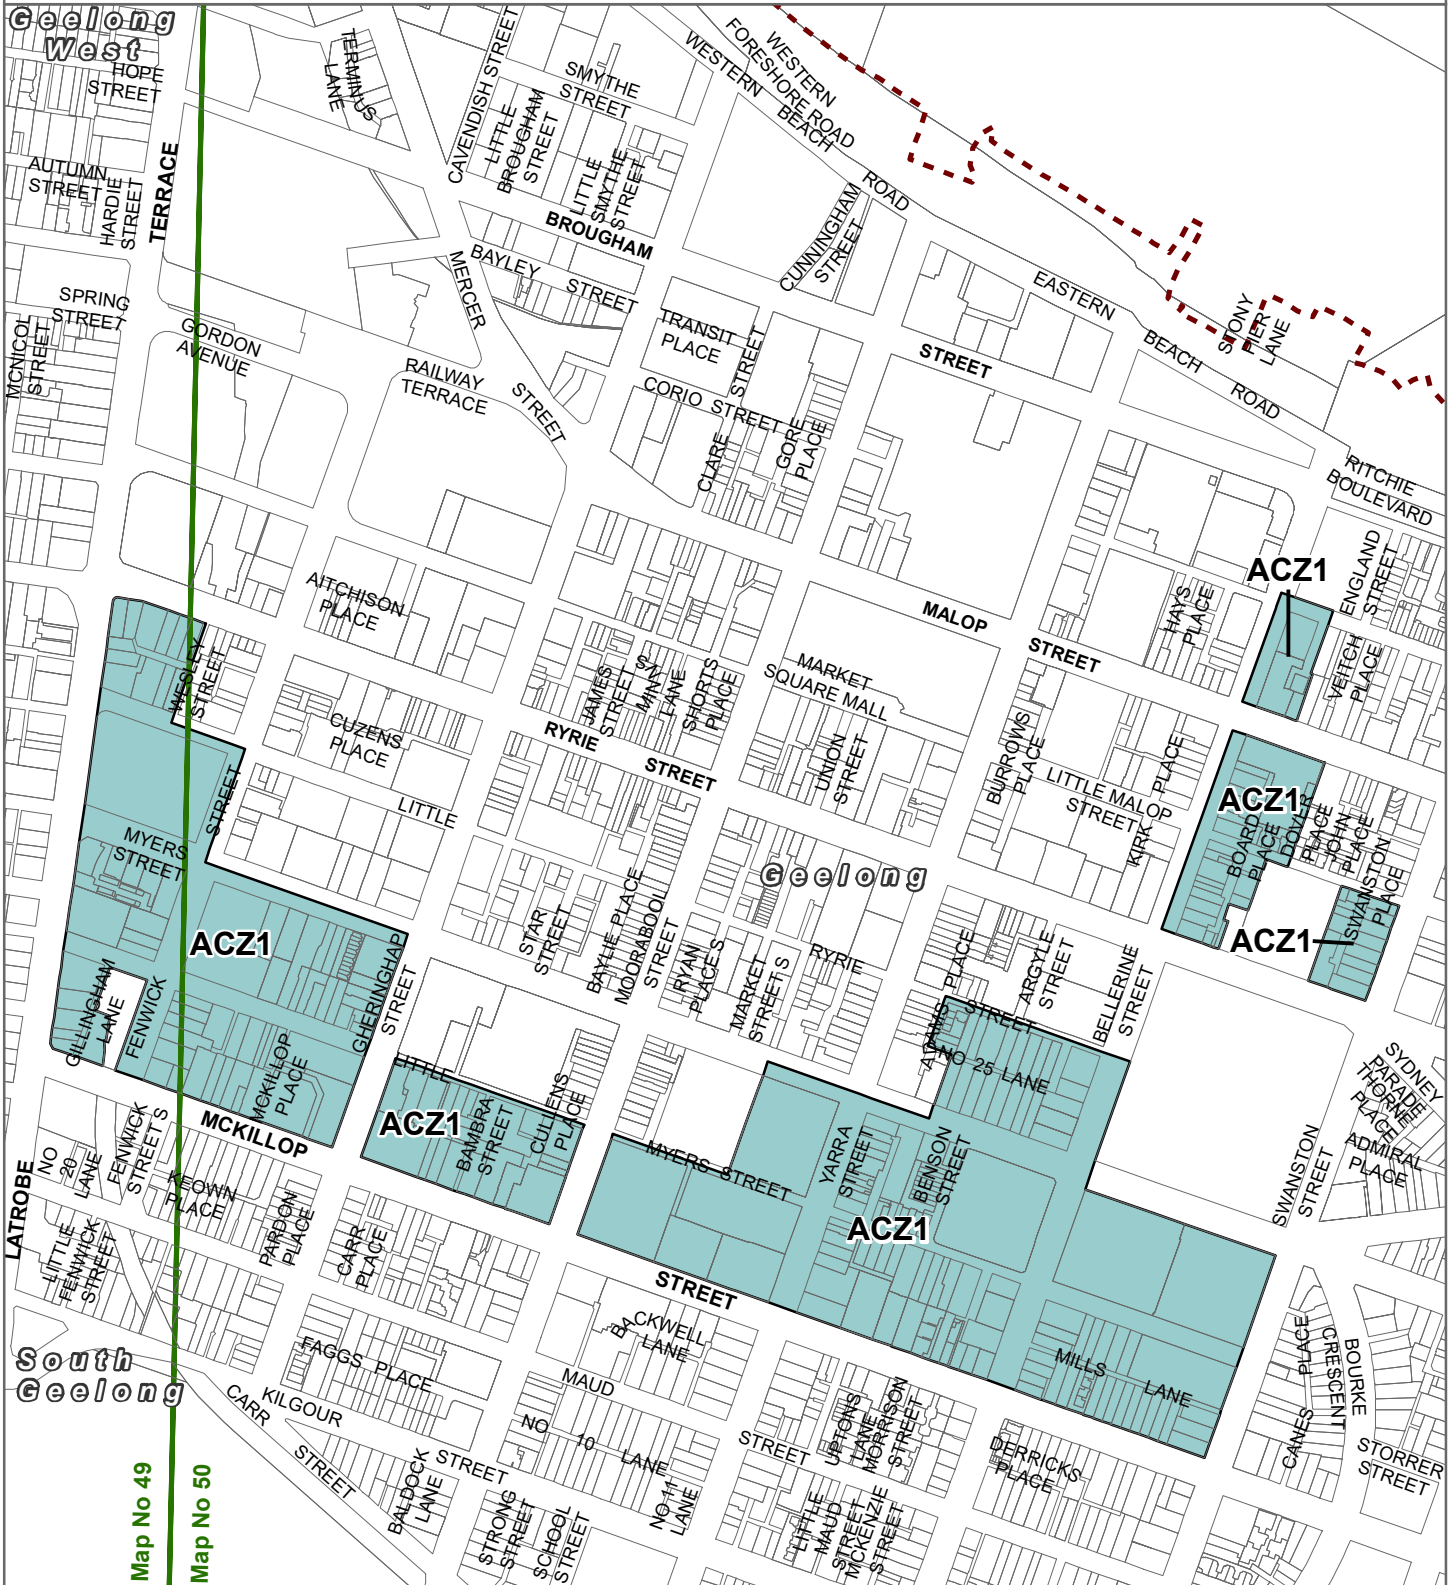 Geelong
West
HOPE
STREET
TERMINUS
LANE
CAVENDISH STREET
SMYTHE
STREET
LITTLE
BROUGHAM
STREET
LITTLE
SMYTHE
STREET
WESTERN
FORESHORE ROAD
WESTERN
BEACH
ROAD
AUTUMN
STREET
HARDIE
STREET
TERRACE
BROUGHAM
CUNNINGHAM
STREET
BAYLEY
STREET
MERCER
STREET
EASTERN
BEACH
ROAD
STONY
PIER
LANE
SPRING
STREET
MCNICOL
STREET
GORDON
AVENUE
RAILWAY
TERRACE
TRANSIT
PLACE
STREET
CORIO STREET
CLARE
GORE
PLACE
STREET
RITCHIE
BOULEVARD
ENGLAND
STREET
ACZ1
HAYS
PLACE
VEITCH
PLACE
AITCHISON
PLACE
MALOP
STREET
WESLEY
STREET
JAMES
STREET
MINNS
LANE
SHORTS
PLACE
MARKET
SQUARE MALL
CUZENS
PLACE
RYRIE
STREET
UNION
STREET
BURROWS
PLACE
LITTLE MALOP
STREET
PLACE
KIRK
ACZ1
BOARD
PLACE
DOVER
PLACE
JOHN
PLACE
SWANSTON
PLACE
ACZ1
STREET
LITTLE
MYERS
STREET
Geelong
STAR
STREET
BAYLIE PLACE
MOORABOOL
STREET
RYAN
PLACE S
MARKET
STREET S
RYRIE
STREET
ADAMS
PLACE
ARGYLE
STREET
BELLERINE
STREET
ACZ1
GILLINGHAM
LANE
FENWICK
GHERINGHAP
STREET
MCKILLOP
PLACE
LITTLE
ACZ1
BAMBRA
STREET
CULLENS
PLACE
NO 25 LANE
SYDNEY
PARADE
THORNE
PLACE
ADMIRAL
PLACE
MCKILLOP
STREET
NO
20
LANE
FENWICK
STREET S
KEOWN
PLACE
LATROBE
LITTLE
FENWICK
STREET
PARDON
PLACE
CARR
PLACE
MYERS STREET
YARRA
STREET
BENSON
STREET
ACZ1
SWANSTON
STREET
BACKWELL
LANE
MILLS
LANE
CANES
PLACE
BOURKE
CRESCENT
STORRER
STREET
South
Geelong
FAGGS PLACE
CARR
STREET
KILGOUR
STREET
MAUD
STREET
NO 10 LANE
NO 11
LANE
UPTONS
LANE
MORRISON
STREET
DERRICKS
PLACE
BALDOCK
LANE
STRONG
STREET
SCHOOL
STREET
LITTLE
MAUD
STREET
MCKENZIE
STREET
Map No 49
Map No 50